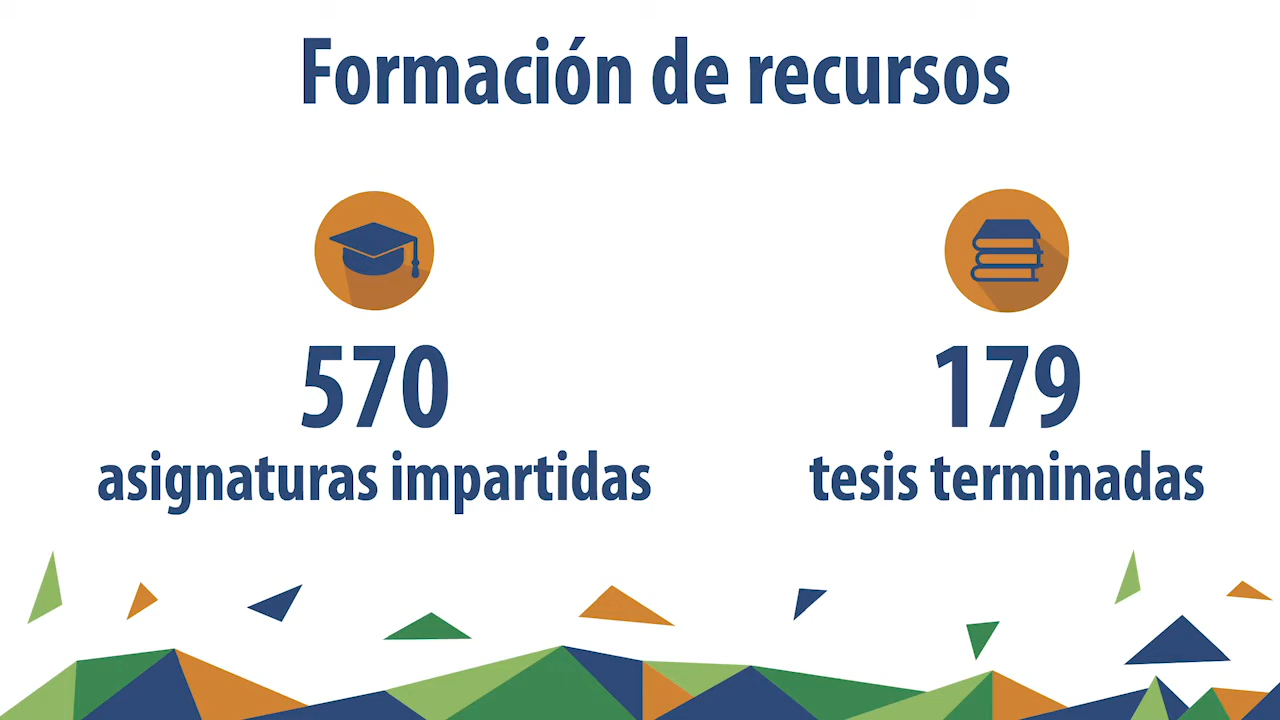 Formación de recursos
570
asignaturas impartidas
179
tesis terminadas